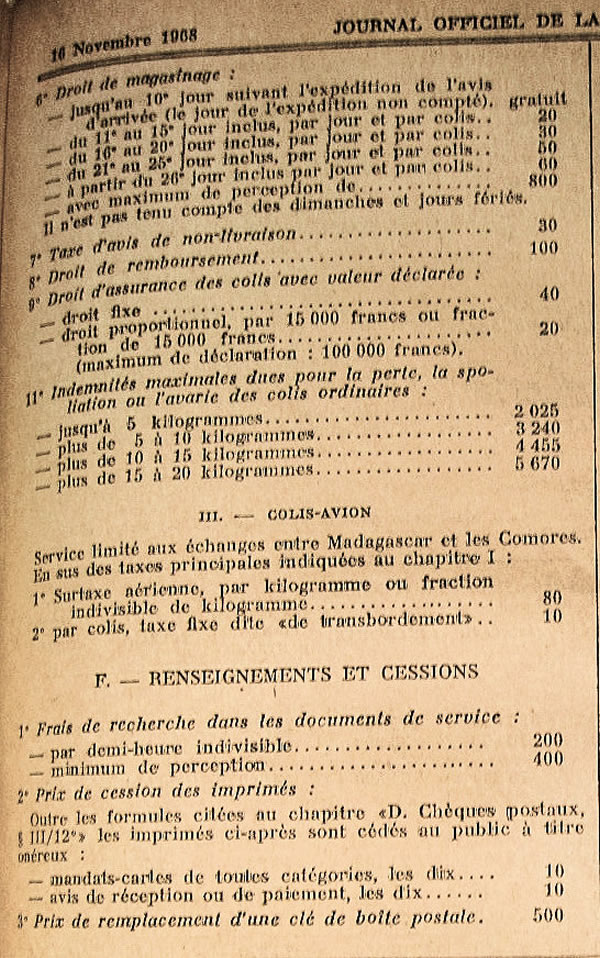 16 Novembre 1968
JOURNAL OFFICIEL DE LA
6° Droit de magasinage :
— jusqu'au 10e jour suivant l'expédition de l'avis
d'arrivée (le jour de l'expédition non compté). gratuit
— du 11e au 15e jour inclus, par jour et par colis.. 20
— du 16e au 20e jour inclus, par jour et par colis.. 30
— du 21e au 25e jour inclus, par jour et par colis.. 50
— à partir du 26e jour inclus par jour et par colis.. 60
— avec maximum de perception de............. 800
Il n'est pas tenu compte des dimanches et jours fériés.
7° Taxe d'avis de non-livraison................... 30
8° Droit de remboursement..................... 100
9° Droit d'assurance des colis avec valeur déclarée :
— droit fixe .................................. 40
— droit proportionnel, par 15 000 francs ou frac-
tion de 15 000 francs..................... 20
(maximum de déclaration : 100 000 francs).
11° Indemnités maximales dues pour la perte, la spo-
liation ou l'avarie des colis ordinaires :
— jusqu'à 5 kilogrammes........................ 2 025
— plus de 5 à 10 kilogrammes.................. 3 240
— plus de 10 à 15 kilogrammes.................. 4 455
— plus de 15 à 20 kilogrammes.................. 5 670
III. — COLIS-AVION
Service limité aux échanges entre Madagascar et les Comores.
En sus des taxes principales indiquées au chapitre I :
1° Surtaxe aérienne, par kilogramme ou fraction
indivisible de kilogramme.................. 80
2° par colis, taxe fixe dite «de transbordement».. 10
F. — RENSEIGNEMENTS ET CESSIONS
1° Frais de recherche dans les documents de service :
— par demi-heure indivisible.................. 200
— minimum de perception..................... 400
2° Prix de cession des imprimés :
Outre les formules citées au chapitre «D. Chèques postaux,
§ III/12°» les imprimés ci-après sont cédés au public à titre
onéreux :
— mandats-cartes de toutes catégories, les dix.... 10
— avis de réception ou de paiement, les dix...... 10
3° Prix de remplacement d'une clé de boîte postale. 500